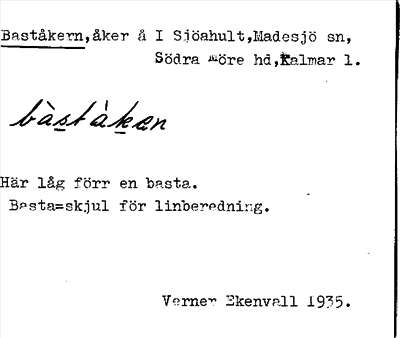 Baståkern,åker å I Sjöahult,Madesjö sn,
Södra Möre hd,Kalmar l.
bàstáken
Här låg förr en basta.
Basta=skjul för linberedning.
Verner Ekenvall 1935.